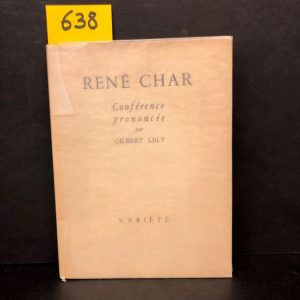 638
RENÉ CHAR
Conférence
prononcée
par
GILBERT LELY
VARIÉTÉ